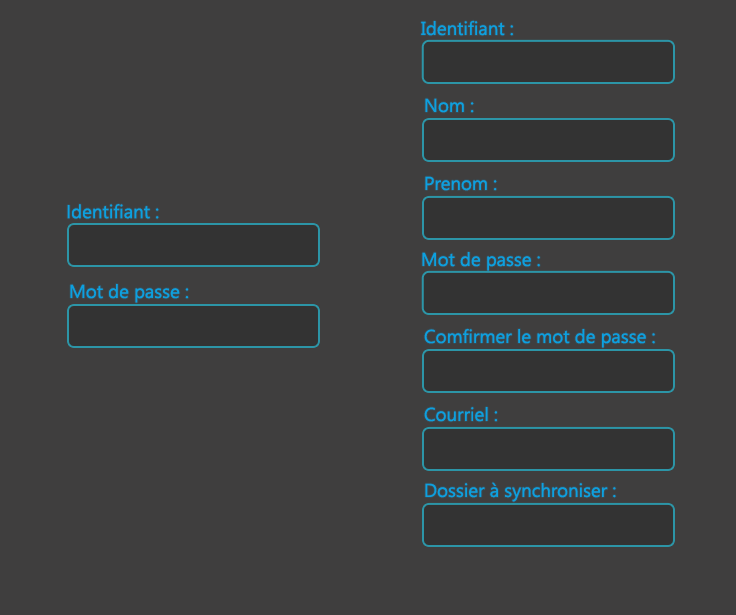 Identifiant :
Mot de passe :
Identifiant :
Nom :
Prenom :
Mot de passe :
Comfirmer le mot de passe :
Courriel :
Dossier à synchroniser :